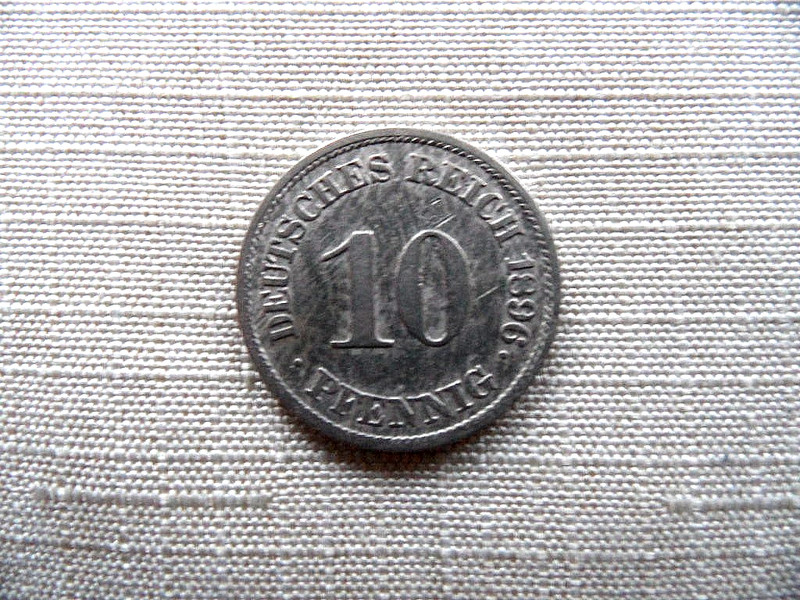 DEUTSCHES REICH 1896
10
PFENNIG